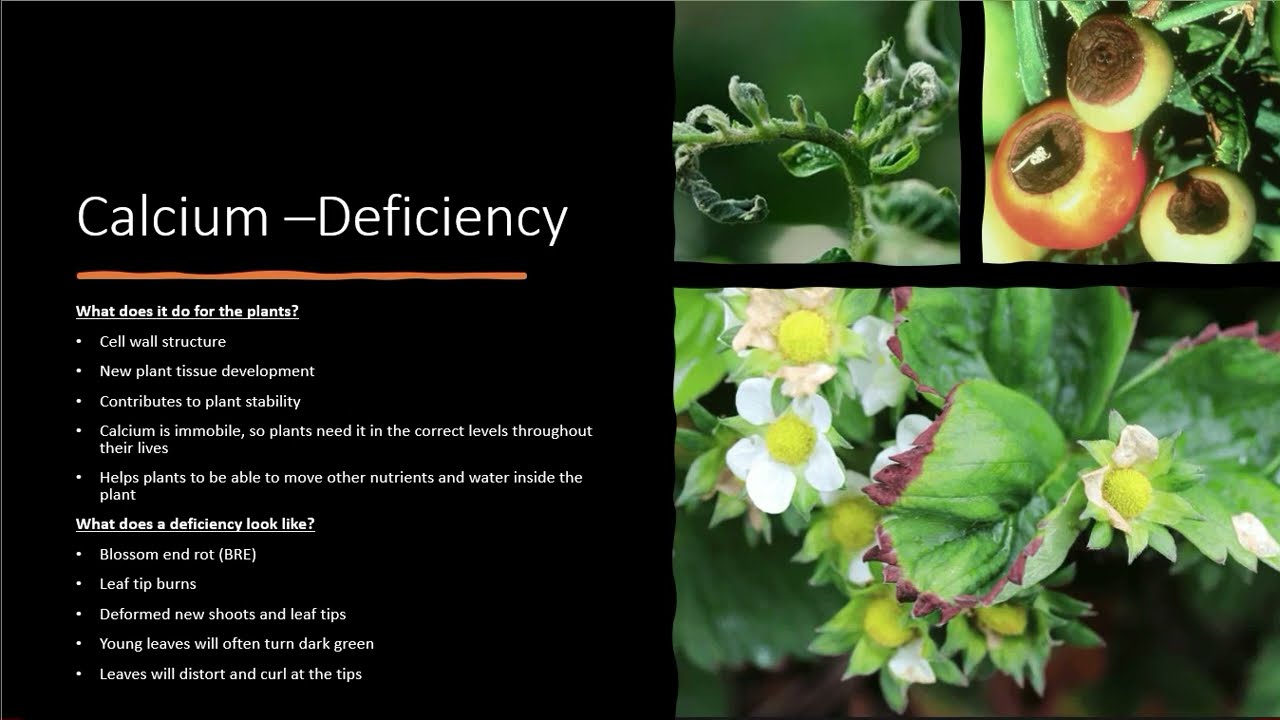 Calcium –Deficiency
What does it do for the plants?
• Cell wall structure
• New plant tissue development
• Contributes to plant stability
• Calcium is immobile, so plants need it in the correct levels throughout
their lives
• Helps plants to be able to move other nutrients and water inside the
plant
What does a deficiency look like?
• Blossom end rot (BRE)
• Leaf tip burns
• Deformed new shoots and leaf tips
• Young leaves will often turn dark green
• Leaves will distort and curl at the tips